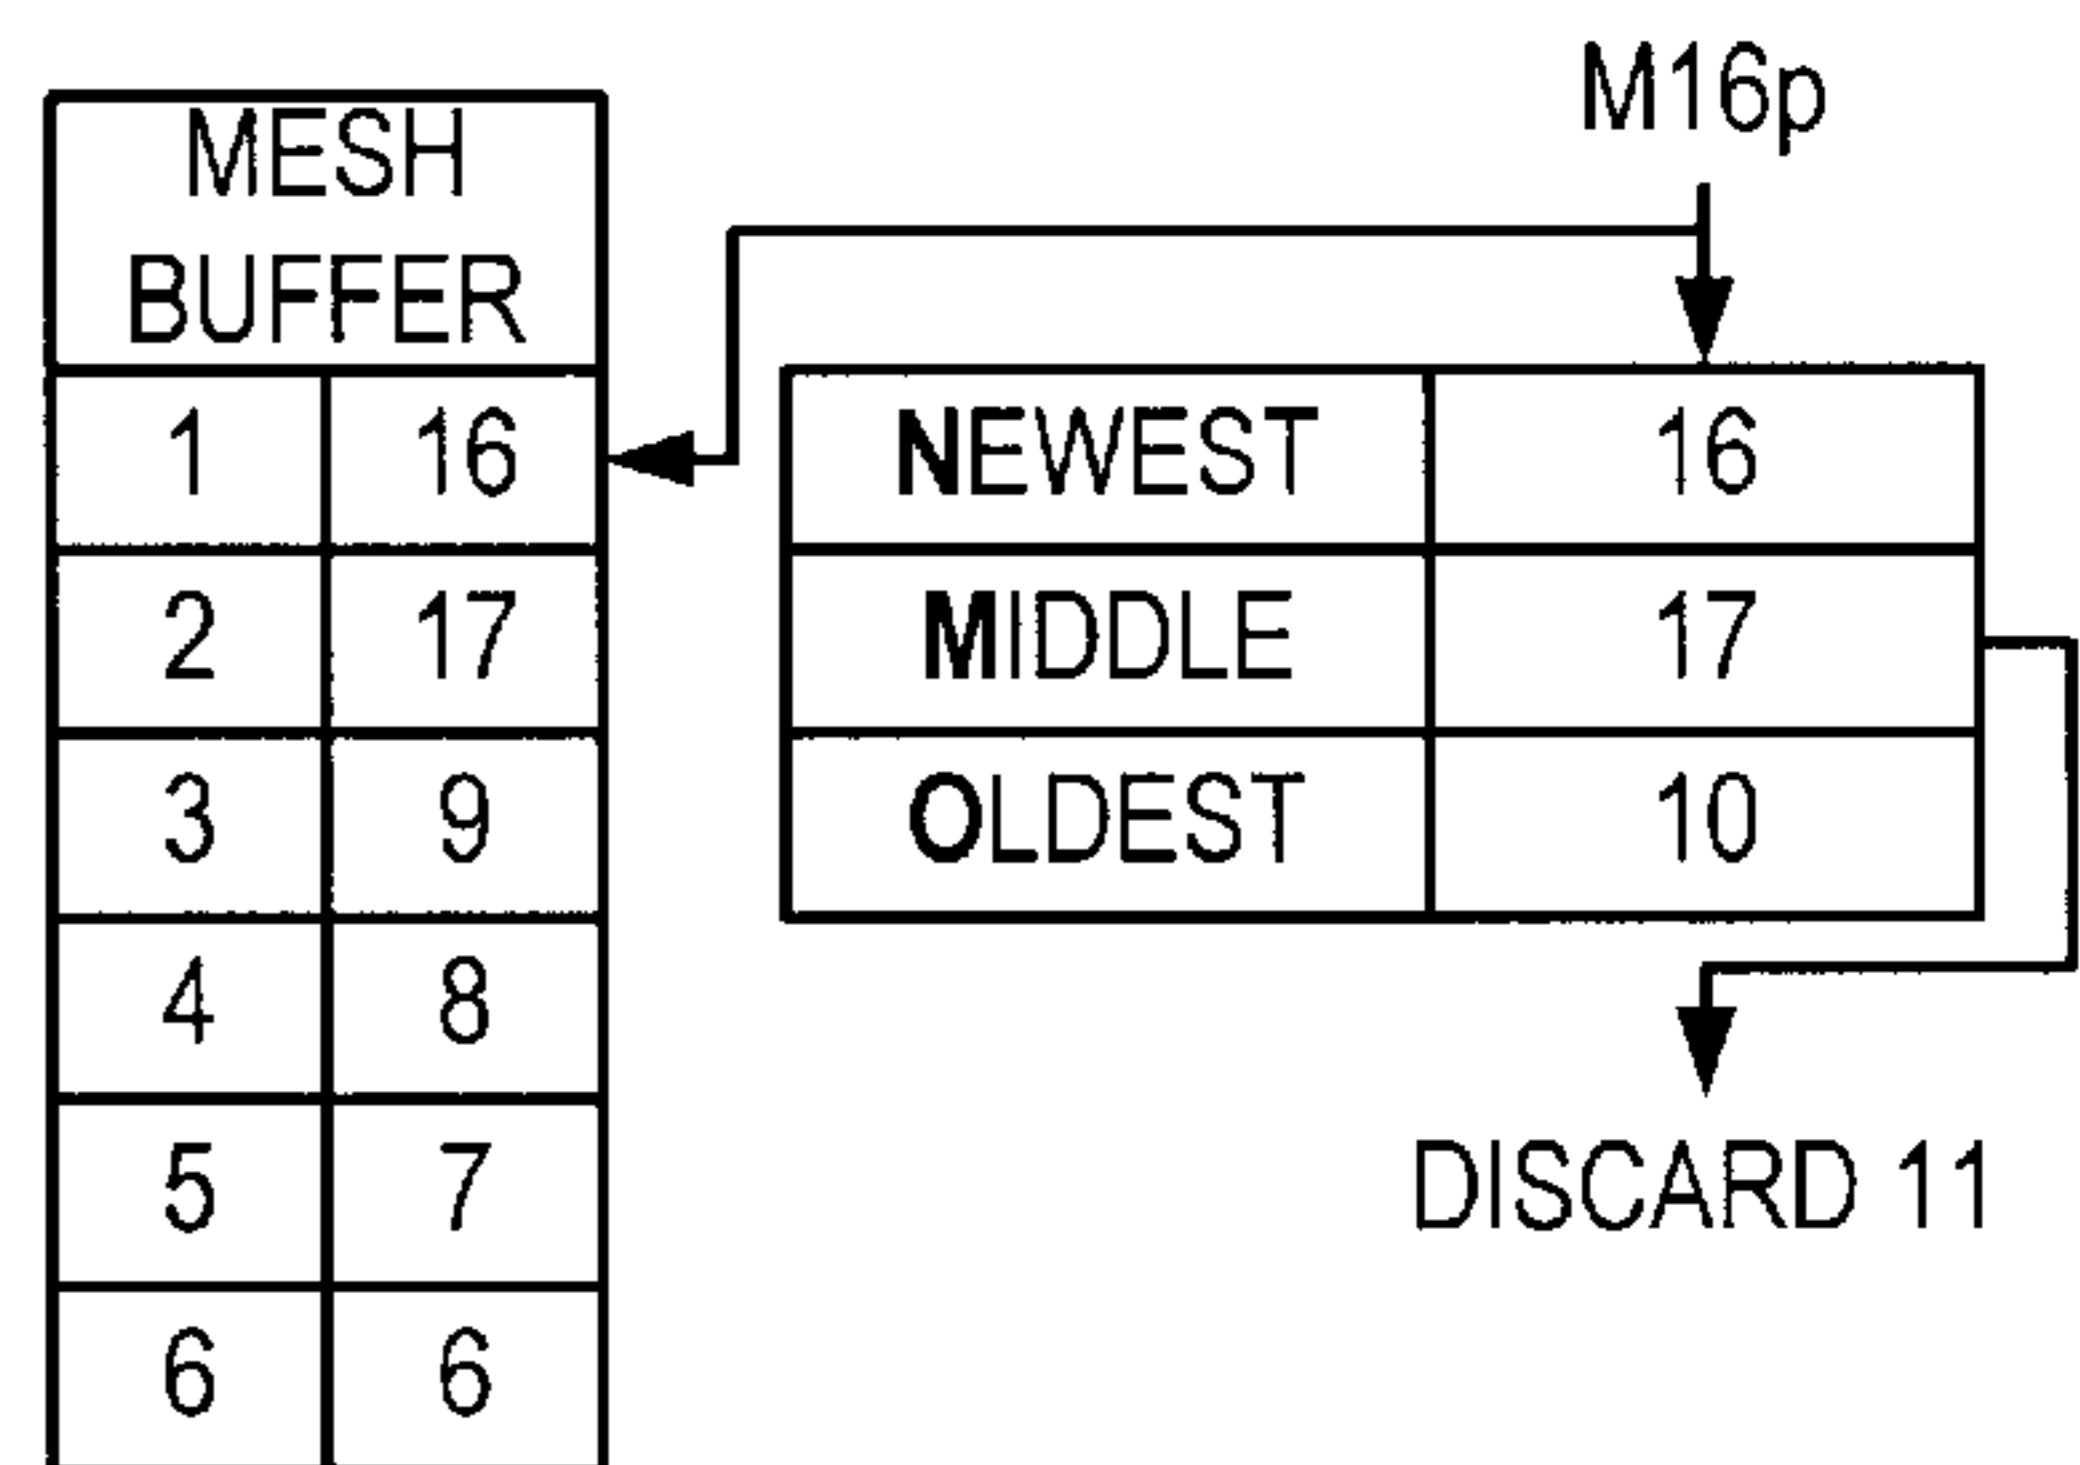 M16p
MESH
BUFFER
1 16
2 17
3 9
4 8
5 7
6 6
NEWEST 16
MIDDLE 17
OLDEST 10
DISCARD 11